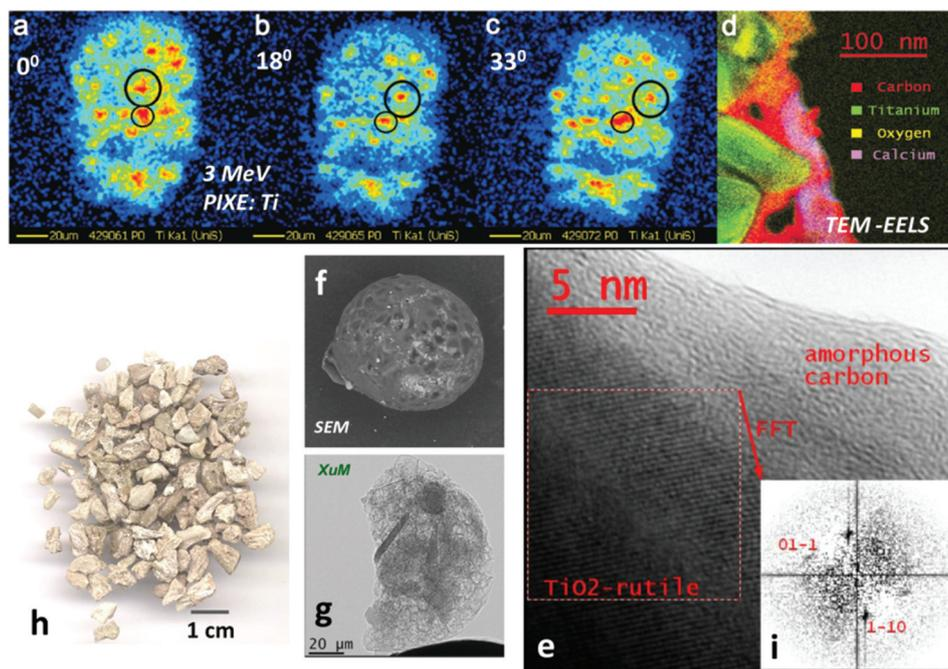 a
0⁰
3 MeV
PIXE: Ti
20um 429061 P0 Ti Ka1 (UniS)
b
18⁰
20um 429065 P0 Ti Ka1 (UniS)
c
33⁰
20um 429072 P0 Ti Ka1 (UniS)
d
100 nm
Carbon
Titanium
Oxygen
Calcium
TEM -EELS
h
1 cm
f
SEM
XuM
g
20 µm
5 nm
amorphous
carbon
FFT
TiO2-rutile
e
01-1
1-10
i